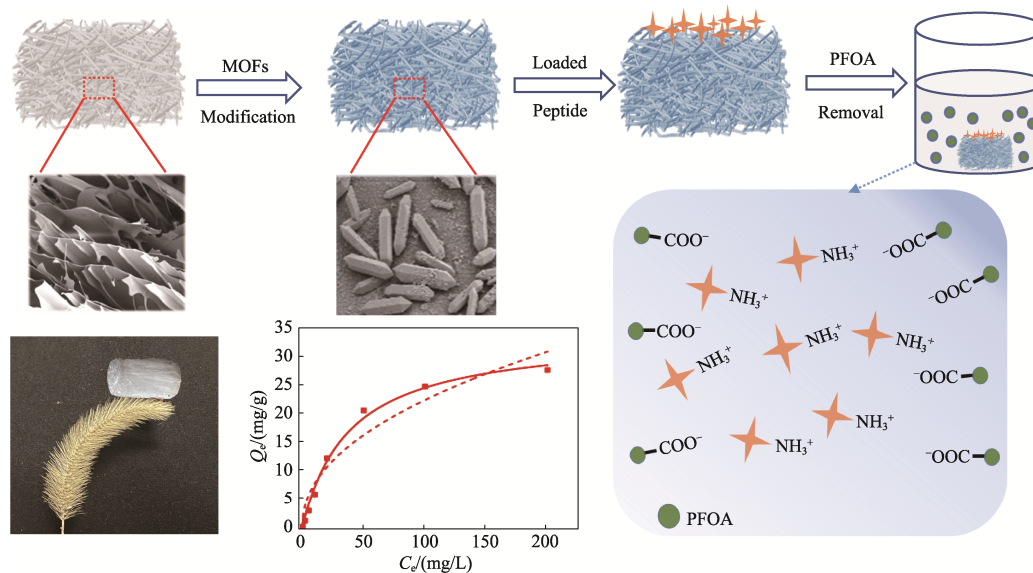 MOFs
Modification
Loaded
Peptide
PFOA
Removal
COO⁻
NH₃⁺
⁻OOC
NH₃⁺
⁻OOC
COO⁻
NH₃⁺
NH₃⁺
NH₃⁺
⁻OOC
COO⁻
NH₃⁺
NH₃⁺
⁻OOC
PFOA
35
30
25
20
15
10
5
0
Qe/(mg/g)
0 50 100 150 200
Ce/(mg/L)